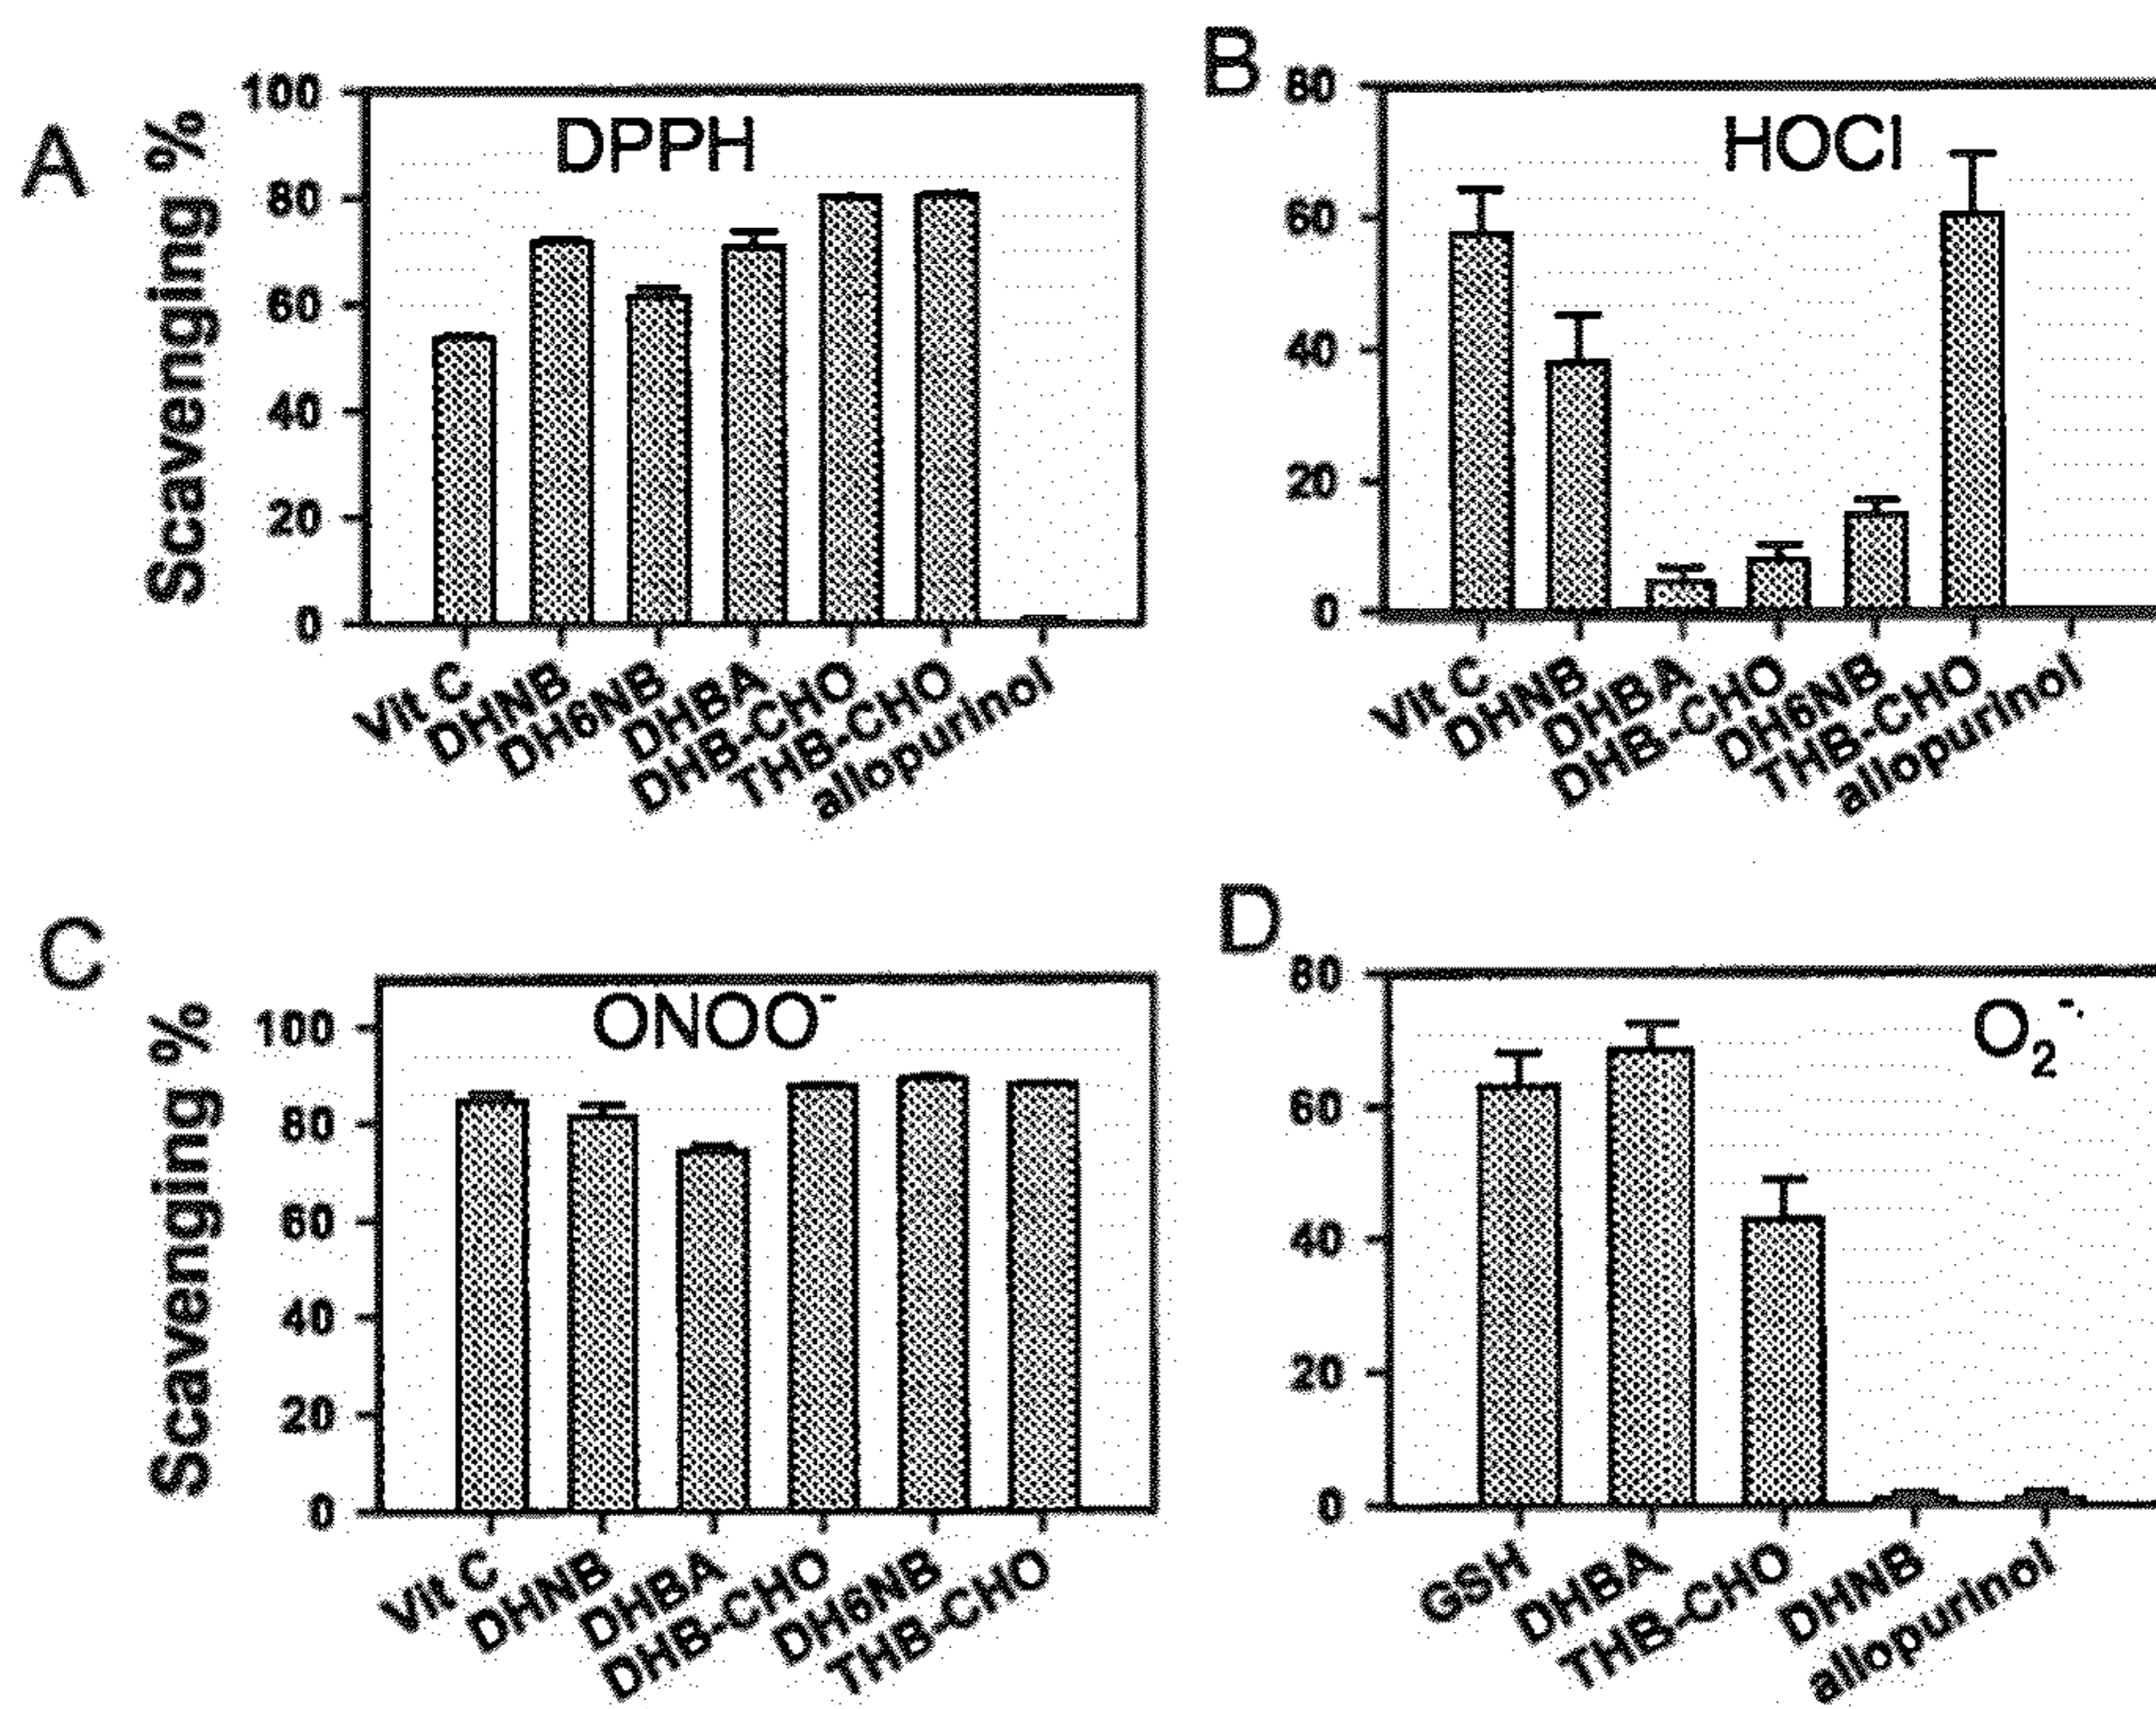 A
Scavenging %
100
80
60
40
20
0
DPPH
Vit C
DHNB
DH6NB
DHBA
DHB-CHO
THB-CHO
allopurinol
B
80
60
40
20
0
HOCl
Vit C
DHNB
DHBA
DHB-CHO
DH6NB
THB-CHO
allopurinol
C
Scavenging %
100
80
60
40
20
0
ONOO⁻
Vit C
DHNB
DHBA
DHB-CHO
DH6NB
THB-CHO
D
80
60
40
20
0
O₂⁻·
GSH
DHBA
THB-CHO
DHNB
allopurinol